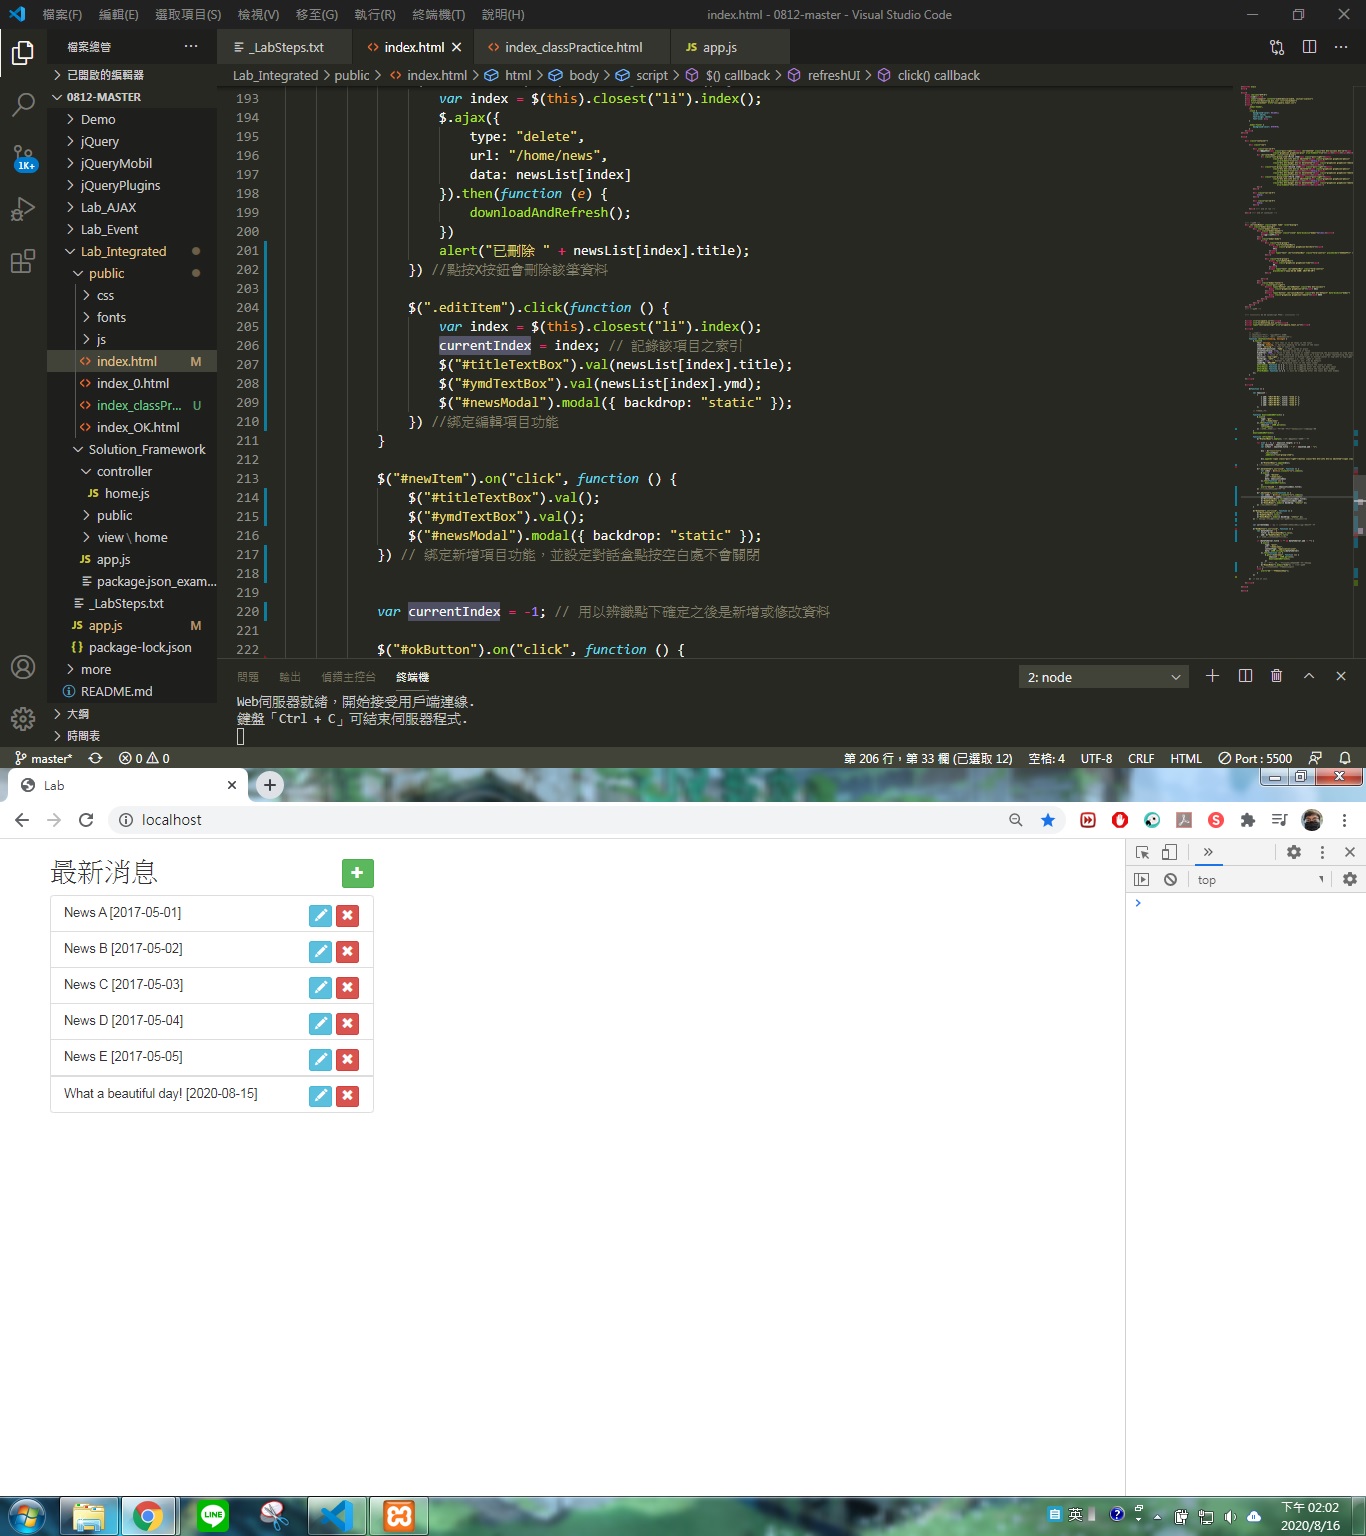 檔案(F) 編輯(E) 選取項目(S) 檢視(V) 移至(G) 執行(R) 終端機(T) 說明(H) index.html - 0812-master - Visual Studio Code
檔案總管 ···
_LabSteps.txt index.html index_classPractice.html JS app.js
Lab_Integrated > public > index.html > html > body > script > $() callback > refreshUI > click() callback
已開啟的編輯器
0812-MASTER
Demo
jQuery
jQueryMobil
jQueryPlugins
Lab_AJAX
Lab_Event
Lab_Integrated
public
css
fonts
js
index.html M
index_0.html
index_classPr... U
index_OK.html
Solution_Framework
controller
JS home.js
public
view \ home
JS app.js
package.json_exam...
_LabSteps.txt
JS app.js M
{} package-lock.json
more
README.md
大綱
時間表
1K+
193 var index = $(this).closest("li").index();
194 $.ajax({
195 type: "delete",
196 url: "/home/news",
197 data: newsList[index]
198 }).then(function (e) {
199 downloadAndRefresh();
200 })
201 alert("已刪除 " + newsList[index].title);
202 }) //點按X按鈕會刪除該筆資料
203
204 $(".editItem").click(function () {
205 var index = $(this).closest("li").index();
206 currentIndex = index; // 記錄該項目之索引
207 $("#titleTextBox").val(newsList[index].title);
208 $("#ymdTextBox").val(newsList[index].ymd);
209 $("#newsModal").modal({ backdrop: "static" });
210 }) //綁定編輯項目功能
211 }
212
213 $("#newItem").on("click", function () {
214 $("#titleTextBox").val();
215 $("#ymdTextBox").val();
216 $("#newsModal").modal({ backdrop: "static" });
217 }) // 綁定新增項目功能，並設定對話盒點按空白處不會關閉
218
219
220 var currentIndex = -1; // 用以辨識點下確定之後是新增或修改資料
221
222 $("#okButton").on("click", function () {
問題 輸出 偵錯主控台 終端機 2: node
Web伺服器就緒，開始接受用戶端連線.
鍵盤「Ctrl + C」可結束伺服器程式.
master* 0 0 第 206 行，第 33 欄 (已選取 12) 空格: 4 UTF-8 CRLF HTML Port : 5500
Lab
localhost
top
最新消息
News A [2017-05-01]
News B [2017-05-02]
News C [2017-05-03]
News D [2017-05-04]
News E [2017-05-05]
What a beautiful day! [2020-08-15]
LINE
英
下午 02:02
2020/8/16